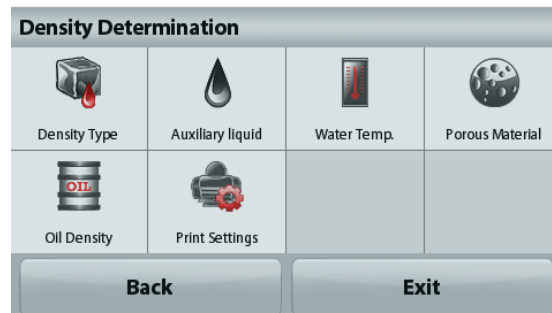 Density Determination
Density Type
Auxiliary liquid
Water Temp.
Porous Material
OIL
Oil Density
Print Settings
Back
Exit